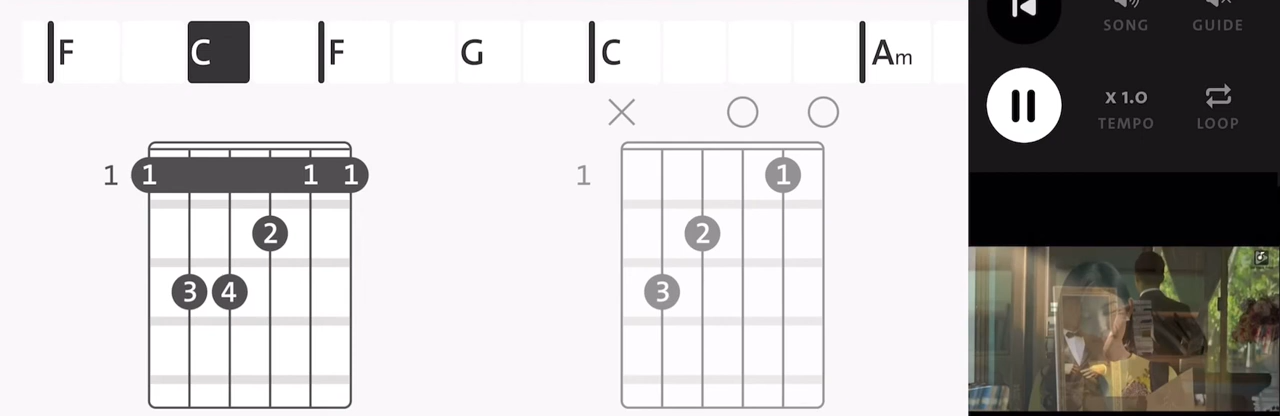 F C F G C Am
SONG GUIDE
x 1.0
TEMPO LOOP
1 1 1 1
2
3 4
1 1
2
3